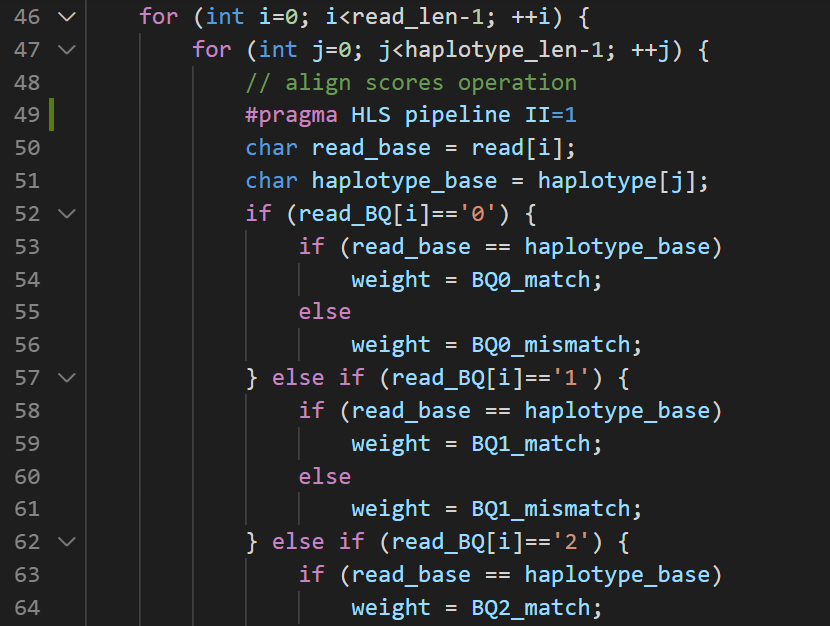 46 for (int i=0; i<read_len-1; ++i) {
47 for (int j=0; j<haplotype_len-1; ++j) {
48 // align scores operation
49 #pragma HLS pipeline II=1
50 char read_base = read[i];
51 char haplotype_base = haplotype[j];
52 if (read_BQ[i]=='0') {
53 if (read_base == haplotype_base)
54 weight = BQ0_match;
55 else
56 weight = BQ0_mismatch;
57 } else if (read_BQ[i]=='1') {
58 if (read_base == haplotype_base)
59 weight = BQ1_match;
60 else
61 weight = BQ1_mismatch;
62 } else if (read_BQ[i]=='2') {
63 if (read_base == haplotype_base)
64 weight = BQ2_match;